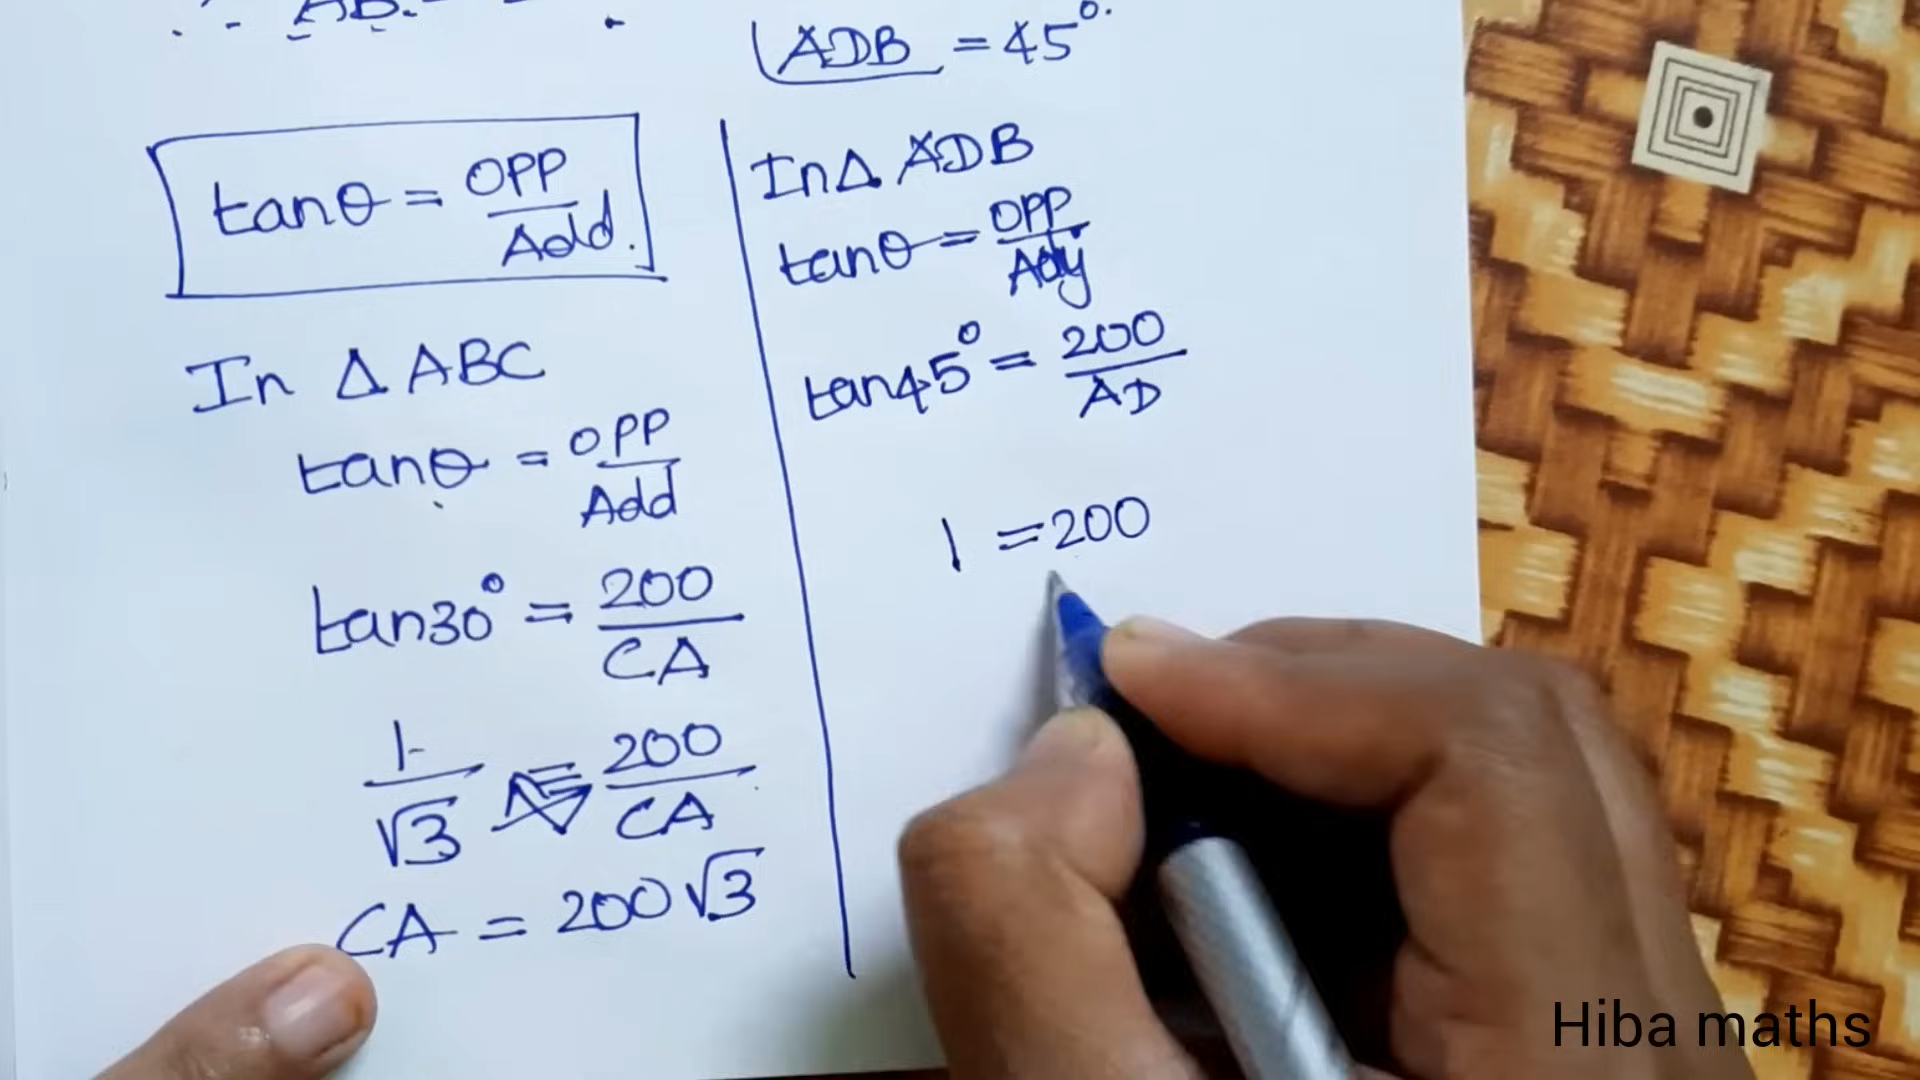 ∠ADB = 45°.
tanθ = OPP/Add.
In Δ ABC
tanθ = OPP/Add
tan30° = 200/CA
1/√3 = 200/CA
CA = 200√3
In Δ ADB
tanθ = OPP/Ady
tan45° = 200/AD
1 = 200
Hiba maths